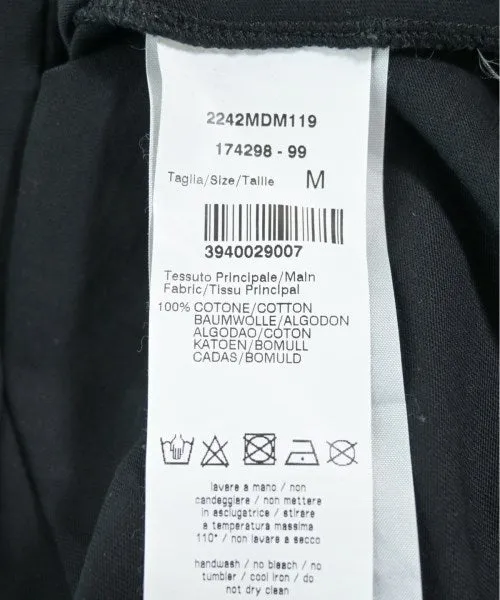 2242MDM119
174298 - 99
Taglia/Size/Taille M
3940029007
Tessuto Principale/Main
Fabric/Tissu Principal
100% COTONE/COTTON
BAUMWOLLE/ALGODON
ALGODAO/COTON
KATOEN/BOMULL
CADAS/BOMULD
lavare a mano / non
candeggiare / non mettere
in asciugatrice / stirare
a temperatura massima
110° / non lavare a secco
handwash / no bleach / no
tumbler / cool iron / do
not dry clean